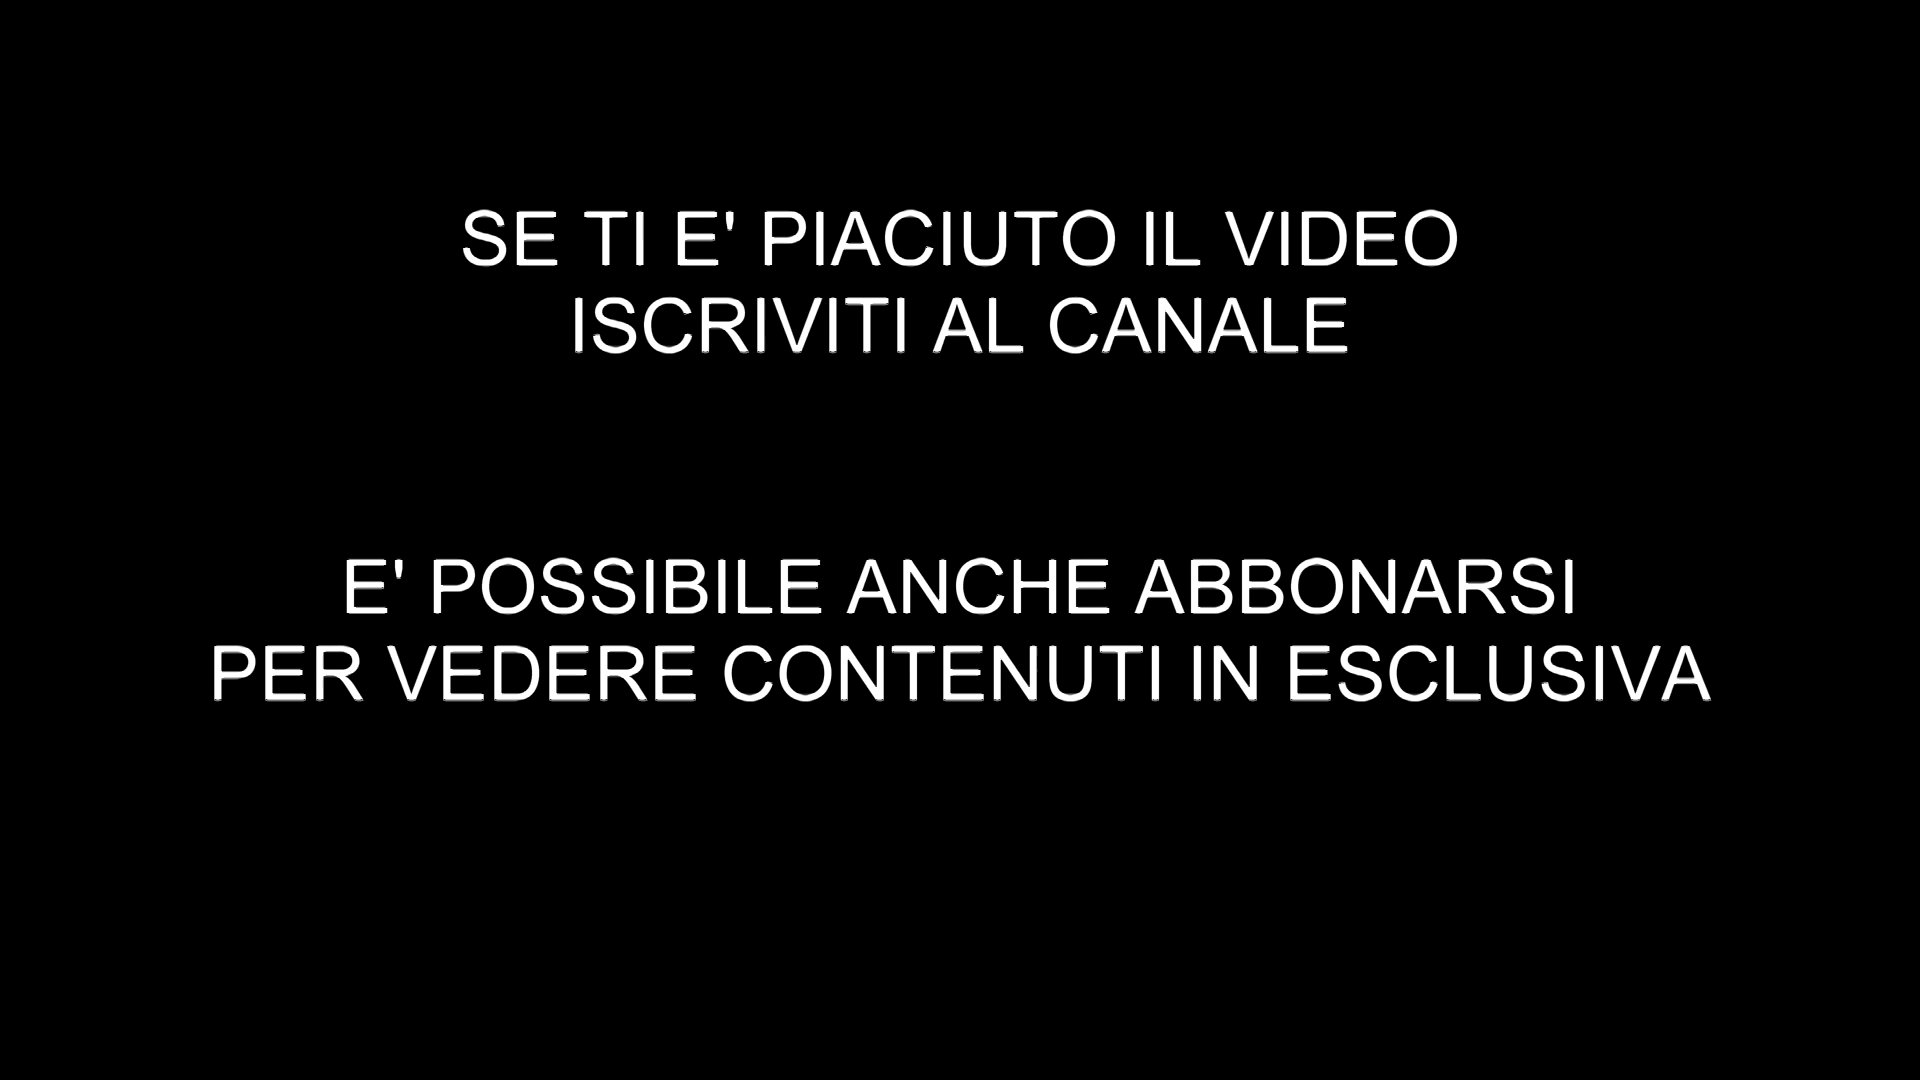 SE TI E' PIACIUTO IL VIDEO
ISCRIVITI AL CANALE
E' POSSIBILE ANCHE ABBONARSI
PER VEDERE CONTENUTI IN ESCLUSIVA